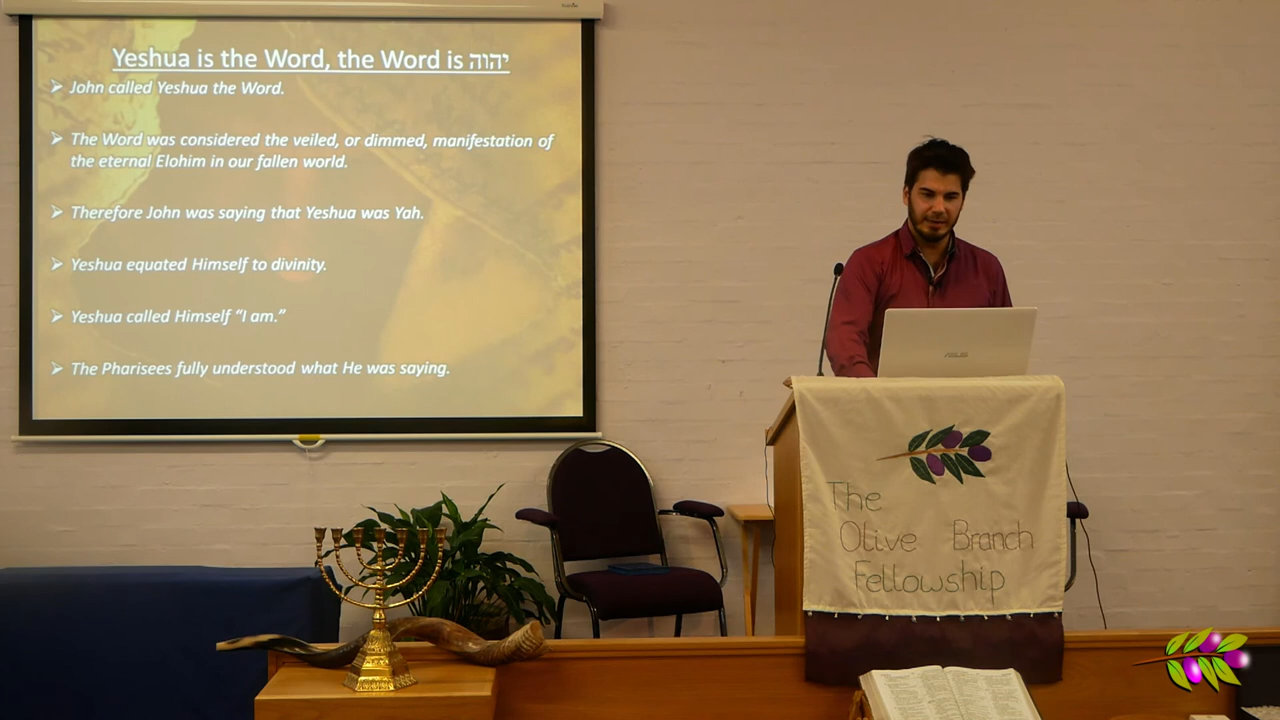 Yeshua is the Word, the Word is יהוה
➢ John called Yeshua the Word.
➢ The Word was considered the veiled, or dimmed, manifestation of
the eternal Elohim in our fallen world.
➢ Therefore John was saying that Yeshua was Yah.
➢ Yeshua equated Himself to divinity.
➢ Yeshua called Himself “I am.”
➢ The Pharisees fully understood what He was saying.
ASUS
The
Olive Branch
Fellowship